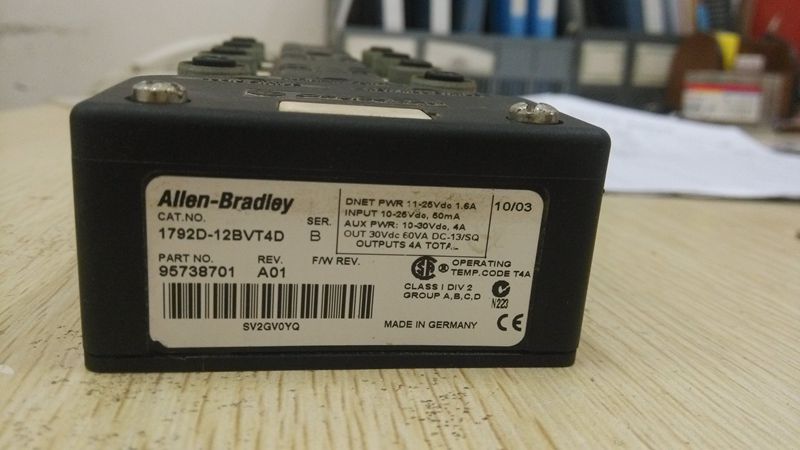 Allen-Bradley
CAT.NO. SER.
1792D-12BVT4D B
PART NO. REV. F/W REV.
95738701 A01
SV2GV0YQ
DNET PWR 11-25Vdc 1.6A
INPUT 10-25Vdc, 50mA
AUX PWR: 10-30Vdc, 4A
OUT 30Vdc 60VA DC-13/SQ
OUTPUTS 4A TOTAL
10/03
OPERATING
TEMP.CODE T4A
CLASS I DIV 2
GROUP A,B,C,D
N223
MADE IN GERMANY CE